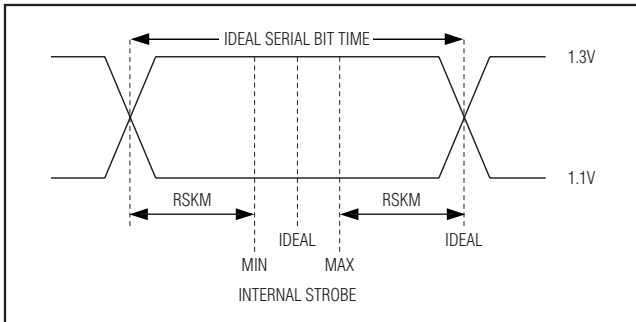 IDEAL SERIAL BIT TIME
1.3V
1.1V
RSKM
RSKM
IDEAL
IDEAL
MIN
MAX
INTERNAL STROBE